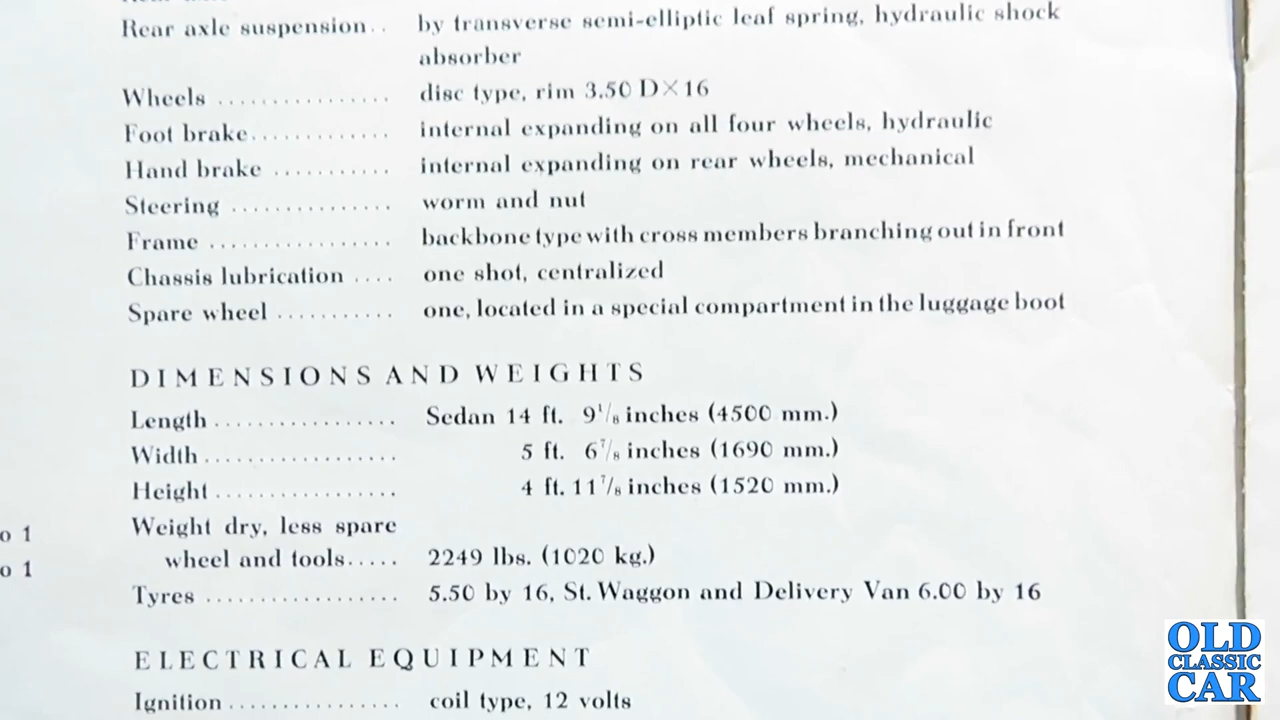 Rear axle suspension.. by transverse semi-elliptic leaf spring, hydraulic shock
absorber
Wheels ................ disc type, rim 3.50 D×16
Foot brake............. internal expanding on all four wheels, hydraulic
Hand brake ........... internal expanding on rear wheels, mechanical
Steering ............... worm and nut
Frame ................. backbone type with cross members branching out in front
Chassis lubrication .... one shot, centralized
Spare wheel ........... one, located in a special compartment in the luggage boot
DIMENSIONS AND WEIGHTS
Length ................. Sedan 14 ft. 9 1/8 inches (4500 mm.)
Width .................. 5 ft. 6 7/8 inches (1690 mm.)
Height ................. 4 ft. 11 7/8 inches (1520 mm.)
Weight dry, less spare
wheel and tools..... 2249 lbs. (1020 kg.)
Tyres .................. 5.50 by 16, St. Waggon and Delivery Van 6.00 by 16
o 1
o 1
ELECTRICAL EQUIPMENT
Ignition ................ coil type, 12 volts
OLD
CLASSIC
CAR